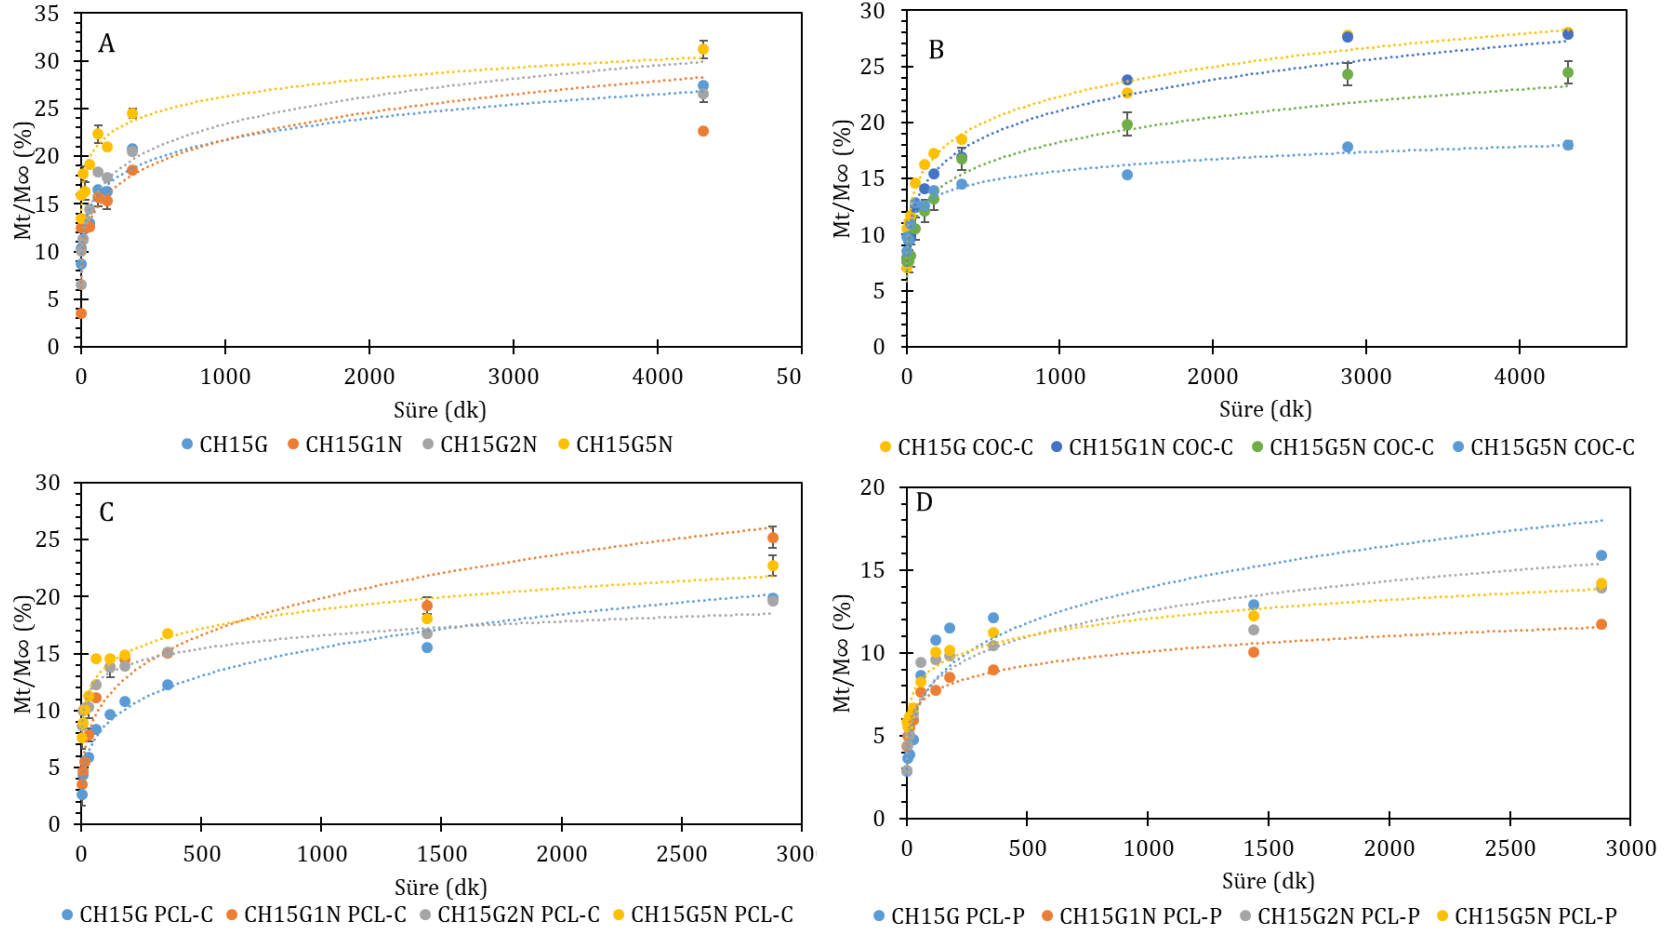 A
Mt/M∞ (%)
35
30
25
20
15
10
5
0
0 1000 2000 3000 4000 50
Süre (dk)
CH15G CH15G1N CH15G2N CH15G5N
B
Mt/M∞ (%)
30
25
20
15
10
5
0
0 1000 2000 3000 4000
Süre (dk)
CH15G COC-C CH15G1N COC-C CH15G5N COC-C CH15G5N COC-C
C
Mt/M∞ (%)
30
25
20
15
10
5
0
0 500 1000 1500 2000 2500 300
Süre (dk)
CH15G PCL-C CH15G1N PCL-C CH15G2N PCL-C CH15G5N PCL-C
D
Mt/M∞ (%)
20
15
10
5
0
0 500 1000 1500 2000 2500 3000
Süre (dk)
CH15G PCL-P CH15G1N PCL-P CH15G2N PCL-P CH15G5N PCL-P